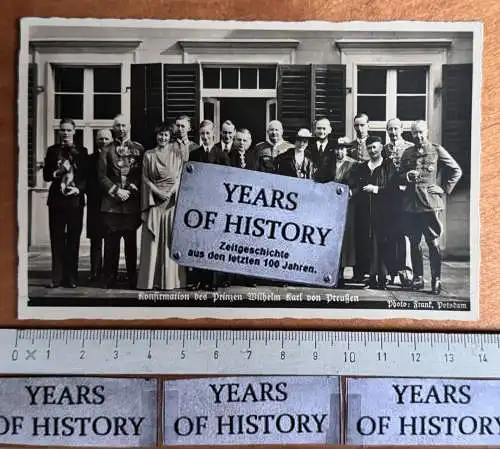 YEARS
OF HISTORY
Zeitgeschichte
aus den letzten 100 Jahren.
Konfirmation des Prinzen Wilhelm Karl von Preußen
Photo: Frank, Potsdam
0 1 2 3 4 5 6 7 8 9 10 11 12 13 14
YEARS
OF HISTORY
YEARS
OF HISTORY
YEARS
OF HISTORY